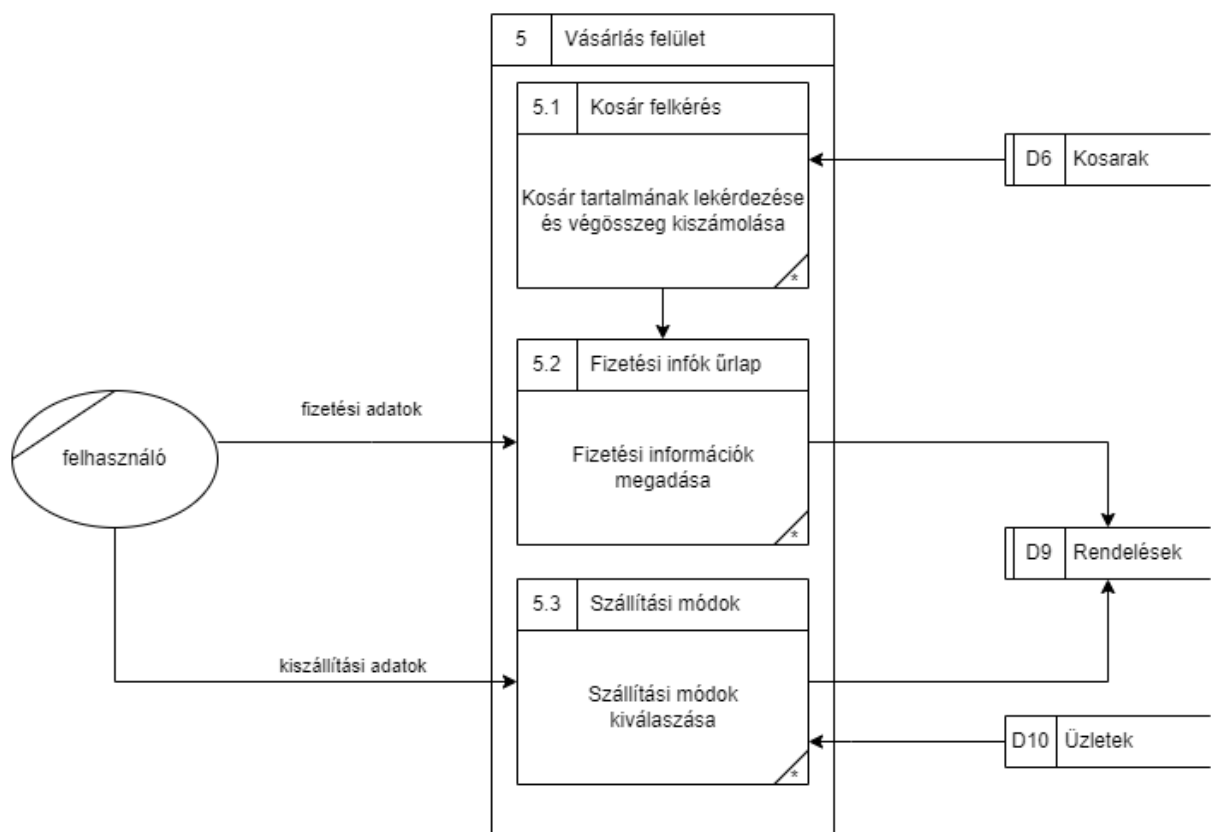 5 Vásárlás felület
5.1 Kosár felkérés
D6 Kosarak
Kosár tartalmának lekérdezése
és végösszeg kiszámolása
*
5.2 Fizetési infók űrlap
fizetési adatok
felhasználó
Fizetési információk
megadása
*
D9 Rendelések
5.3 Szállítási módok
kiszállítási adatok
Szállítási módok
kiválaszása
D10 Üzletek
*